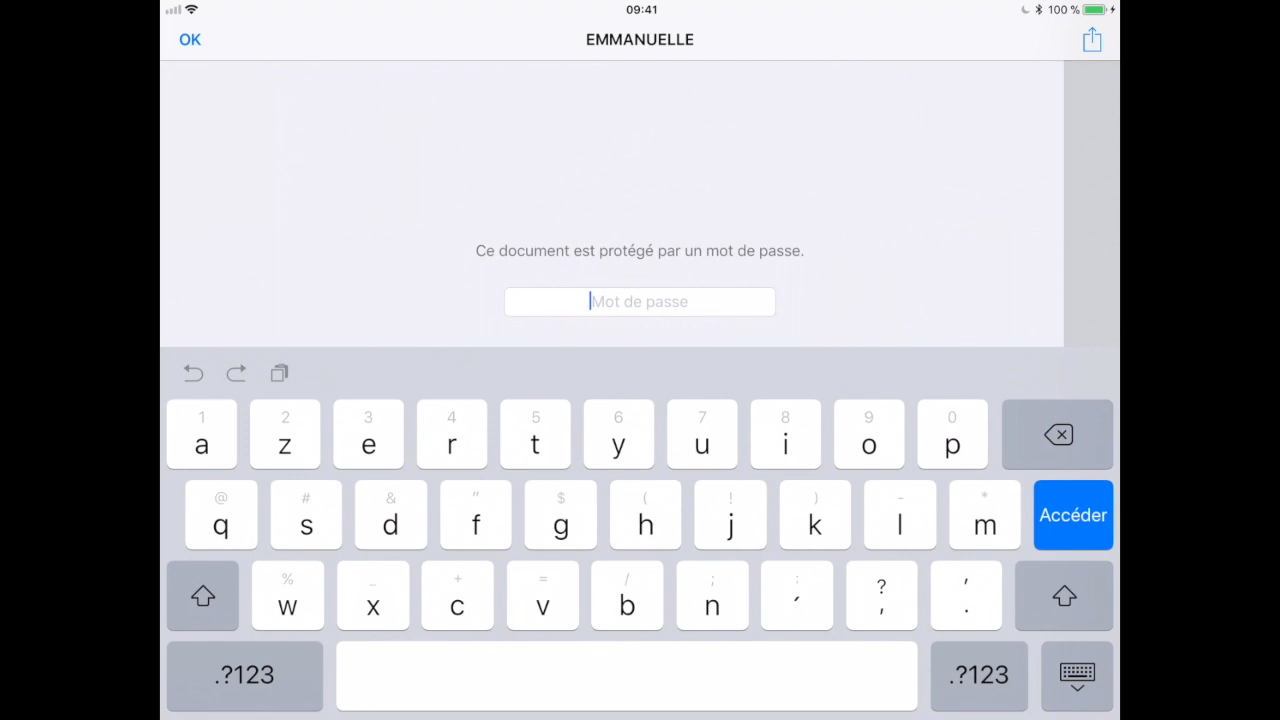 09:41
100 %
OK
EMMANUELLE
Ce document est protégé par un mot de passe.
Mot de passe
1 2 3 4 5 6 7 8 9 0
a z e r t y u i o p
@ # & " $ ( ! ) - *
q s d f g h j k l m
Accéder
% _ + = / ; : ? '
w x c v b n ´ , .
.?123
.?123